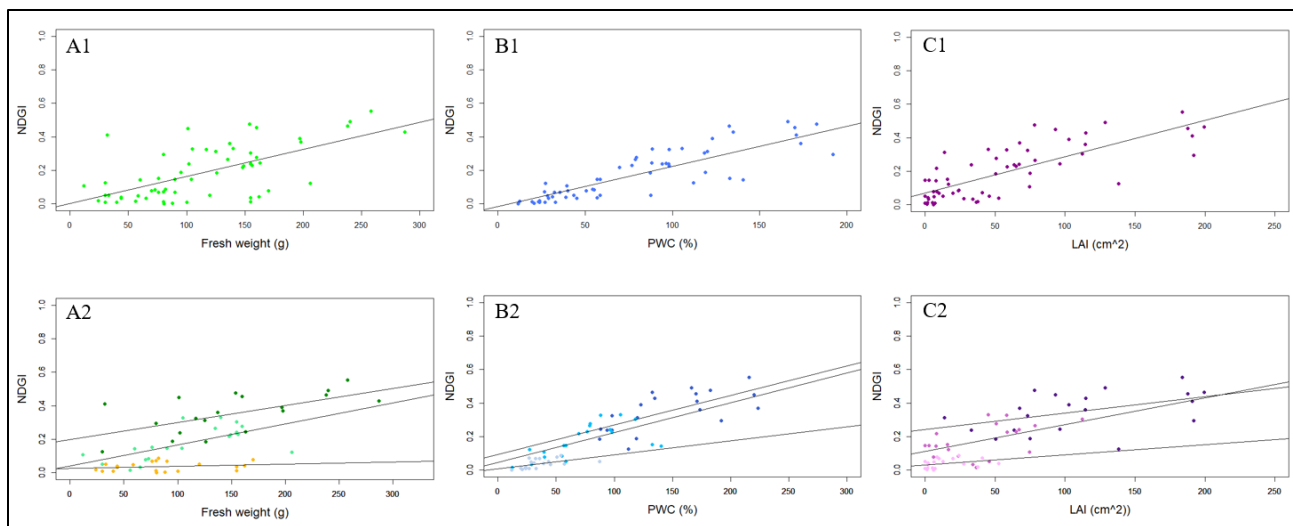 A1
NDGI
0.0 0.2 0.4 0.6 0.8 1.0
0 50 100 150 200 250 300
Fresh weight (g)
B1
NDGI
0.0 0.2 0.4 0.6 0.8 1.0
0 50 100 150 200
PWC (%)
C1
NDGI
0.0 0.2 0.4 0.6 0.8 1.0
0 50 100 150 200 250
LAI (cm^2)
A2
NDGI
0.0 0.2 0.4 0.6 0.8 1.0
0 50 100 150 200 250 300
Fresh weight (g)
B2
NDGI
0.0 0.2 0.4 0.6 0.8 1.0
0 50 100 150 200 250 300
PWC (%)
C2
NDGI
0.0 0.2 0.4 0.6 0.8 1.0
0 50 100 150 200 250
LAI (cm^2))